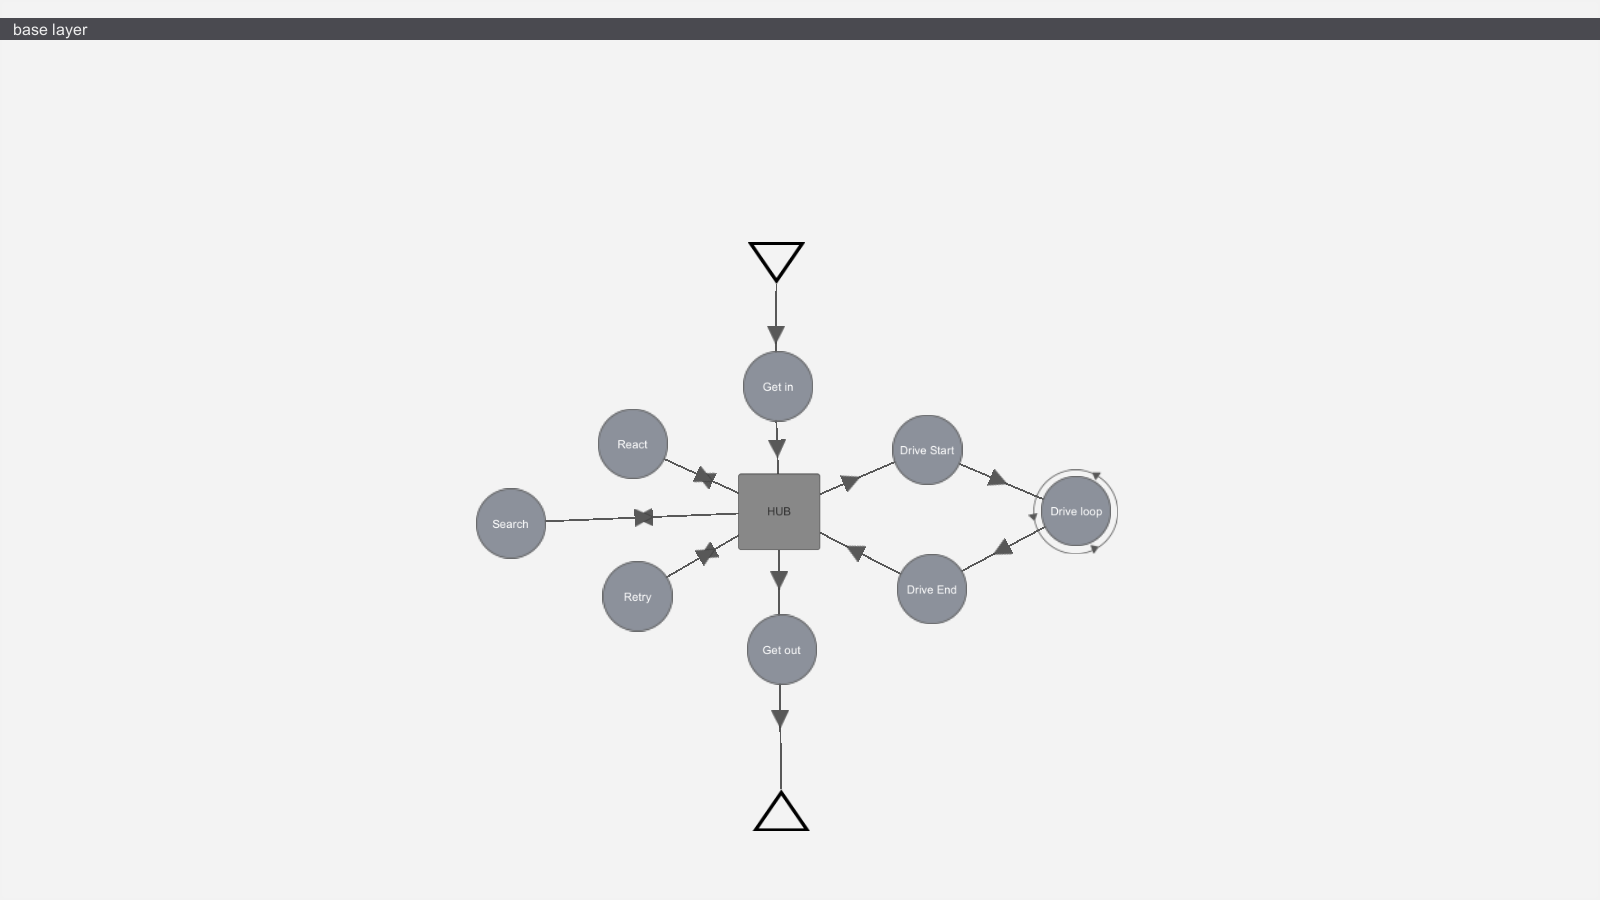 base layer
Get in
React
Drive Start
HUB
Drive loop
Search
Drive End
Retry
Get out